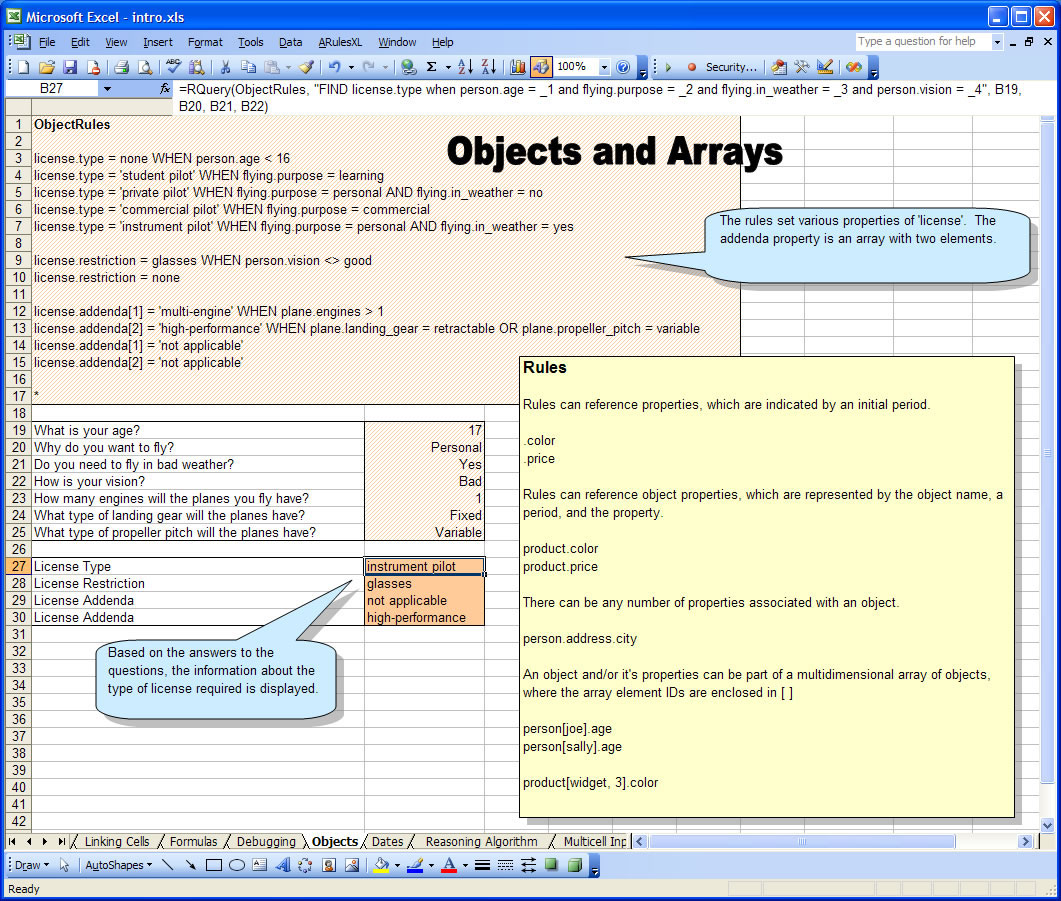 Microsoft Excel - intro.xls
File Edit View Insert Format Tools Data ARulesXL Window Help
Type a question for help
100%
Security...
B27
fx
=RQuery(ObjectRules, "FIND license.type when person.age = _1 and flying.purpose = _2 and flying.in_weather = _3 and person.vision = _4", B19,
B20, B21, B22)
1 ObjectRules
2
Objects and Arrays
3 license.type = none WHEN person.age < 16
4 license.type = 'student pilot' WHEN flying.purpose = learning
5 license.type = 'private pilot' WHEN flying.purpose = personal AND flying.in_weather = no
6 license.type = 'commercial pilot' WHEN flying.purpose = commercial
7 license.type = 'instrument pilot' WHEN flying.purpose = personal AND flying.in_weather = yes
8
9 license.restriction = glasses WHEN person.vision <> good
10 license.restriction = none
11
12 license.addenda[1] = 'multi-engine' WHEN plane.engines > 1
13 license.addenda[2] = 'high-performance' WHEN plane.landing_gear = retractable OR plane.propeller_pitch = variable
14 license.addenda[1] = 'not applicable'
15 license.addenda[2] = 'not applicable'
16
17 *
18
The rules set various properties of 'license'. The
addenda property is an array with two elements.
19 What is your age? 17
20 Why do you want to fly? Personal
21 Do you need to fly in bad weather? Yes
22 How is your vision? Bad
23 How many engines will the planes you fly have? 1
24 What type of landing gear will the planes have? Fixed
25 What type of propeller pitch will the planes have? Variable
26
27 License Type instrument pilot
28 License Restriction glasses
29 License Addenda not applicable
30 License Addenda high-performance
31
32
33
34
35
36
37
38
39
40
41
42
Based on the answers to the
questions, the information about the
type of license required is displayed.
Rules
Rules can reference properties, which are indicated by an initial period.
.color
.price
Rules can reference object properties, which are represented by the object name, a
period, and the property.
product.color
product.price
There can be any number of properties associated with an object.
person.address.city
An object and/or it's properties can be part of a multidimensional array of objects,
where the array element IDs are enclosed in [ ]
person[joe].age
person[sally].age
product[widget, 3].color
Linking Cells Formulas Debugging Objects Dates Reasoning Algorithm Multicell Inp
Draw AutoShapes
Ready